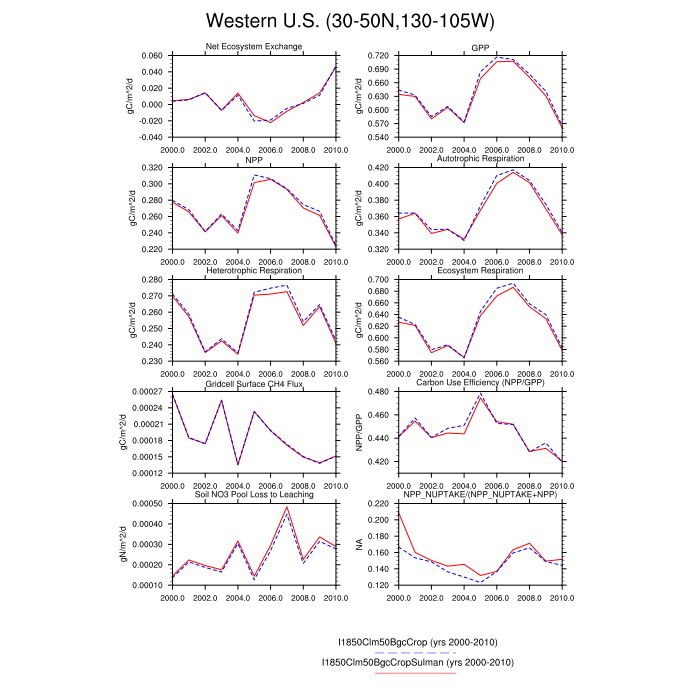 Western U.S. (30-50N,130-105W)
Net Ecosystem Exchange
gC/m^2/d
0.060
0.040
0.020
0.000
-0.020
-0.040
2000.0 2002.0 2004.0 2006.0 2008.0 2010.0
GPP
gC/m^2/d
0.720
0.690
0.660
0.630
0.600
0.570
0.540
2000.0 2002.0 2004.0 2006.0 2008.0 2010.0
NPP
gC/m^2/d
0.320
0.300
0.280
0.260
0.240
0.220
2000.0 2002.0 2004.0 2006.0 2008.0 2010.0
Autotrophic Respiration
gC/m^2/d
0.420
0.400
0.380
0.360
0.340
0.320
2000.0 2002.0 2004.0 2006.0 2008.0 2010.0
Heterotrophic Respiration
gC/m^2/d
0.280
0.270
0.260
0.250
0.240
0.230
2000.0 2002.0 2004.0 2006.0 2008.0 2010.0
Ecosystem Respiration
gC/m^2/d
0.700
0.680
0.660
0.640
0.620
0.600
0.580
0.560
2000.0 2002.0 2004.0 2006.0 2008.0 2010.0
Gridcell Surface CH4 Flux
gC/m^2/d
0.00027
0.00024
0.00021
0.00018
0.00015
0.00012
2000.0 2002.0 2004.0 2006.0 2008.0 2010.0
Carbon Use Efficiency (NPP/GPP)
NPP/GPP
0.480
0.460
0.440
0.420
2000.0 2002.0 2004.0 2006.0 2008.0 2010.0
Soil NO3 Pool Loss to Leaching
gN/m^2/d
0.00050
0.00040
0.00030
0.00020
0.00010
2000.0 2002.0 2004.0 2006.0 2008.0 2010.0
NPP_NUPTAKE/(NPP_NUPTAKE+NPP)
NA
0.220
0.200
0.180
0.160
0.140
0.120
2000.0 2002.0 2004.0 2006.0 2008.0 2010.0
I1850Clm50BgcCrop (yrs 2000-2010)
I1850Clm50BgcCropSulman (yrs 2000-2010)